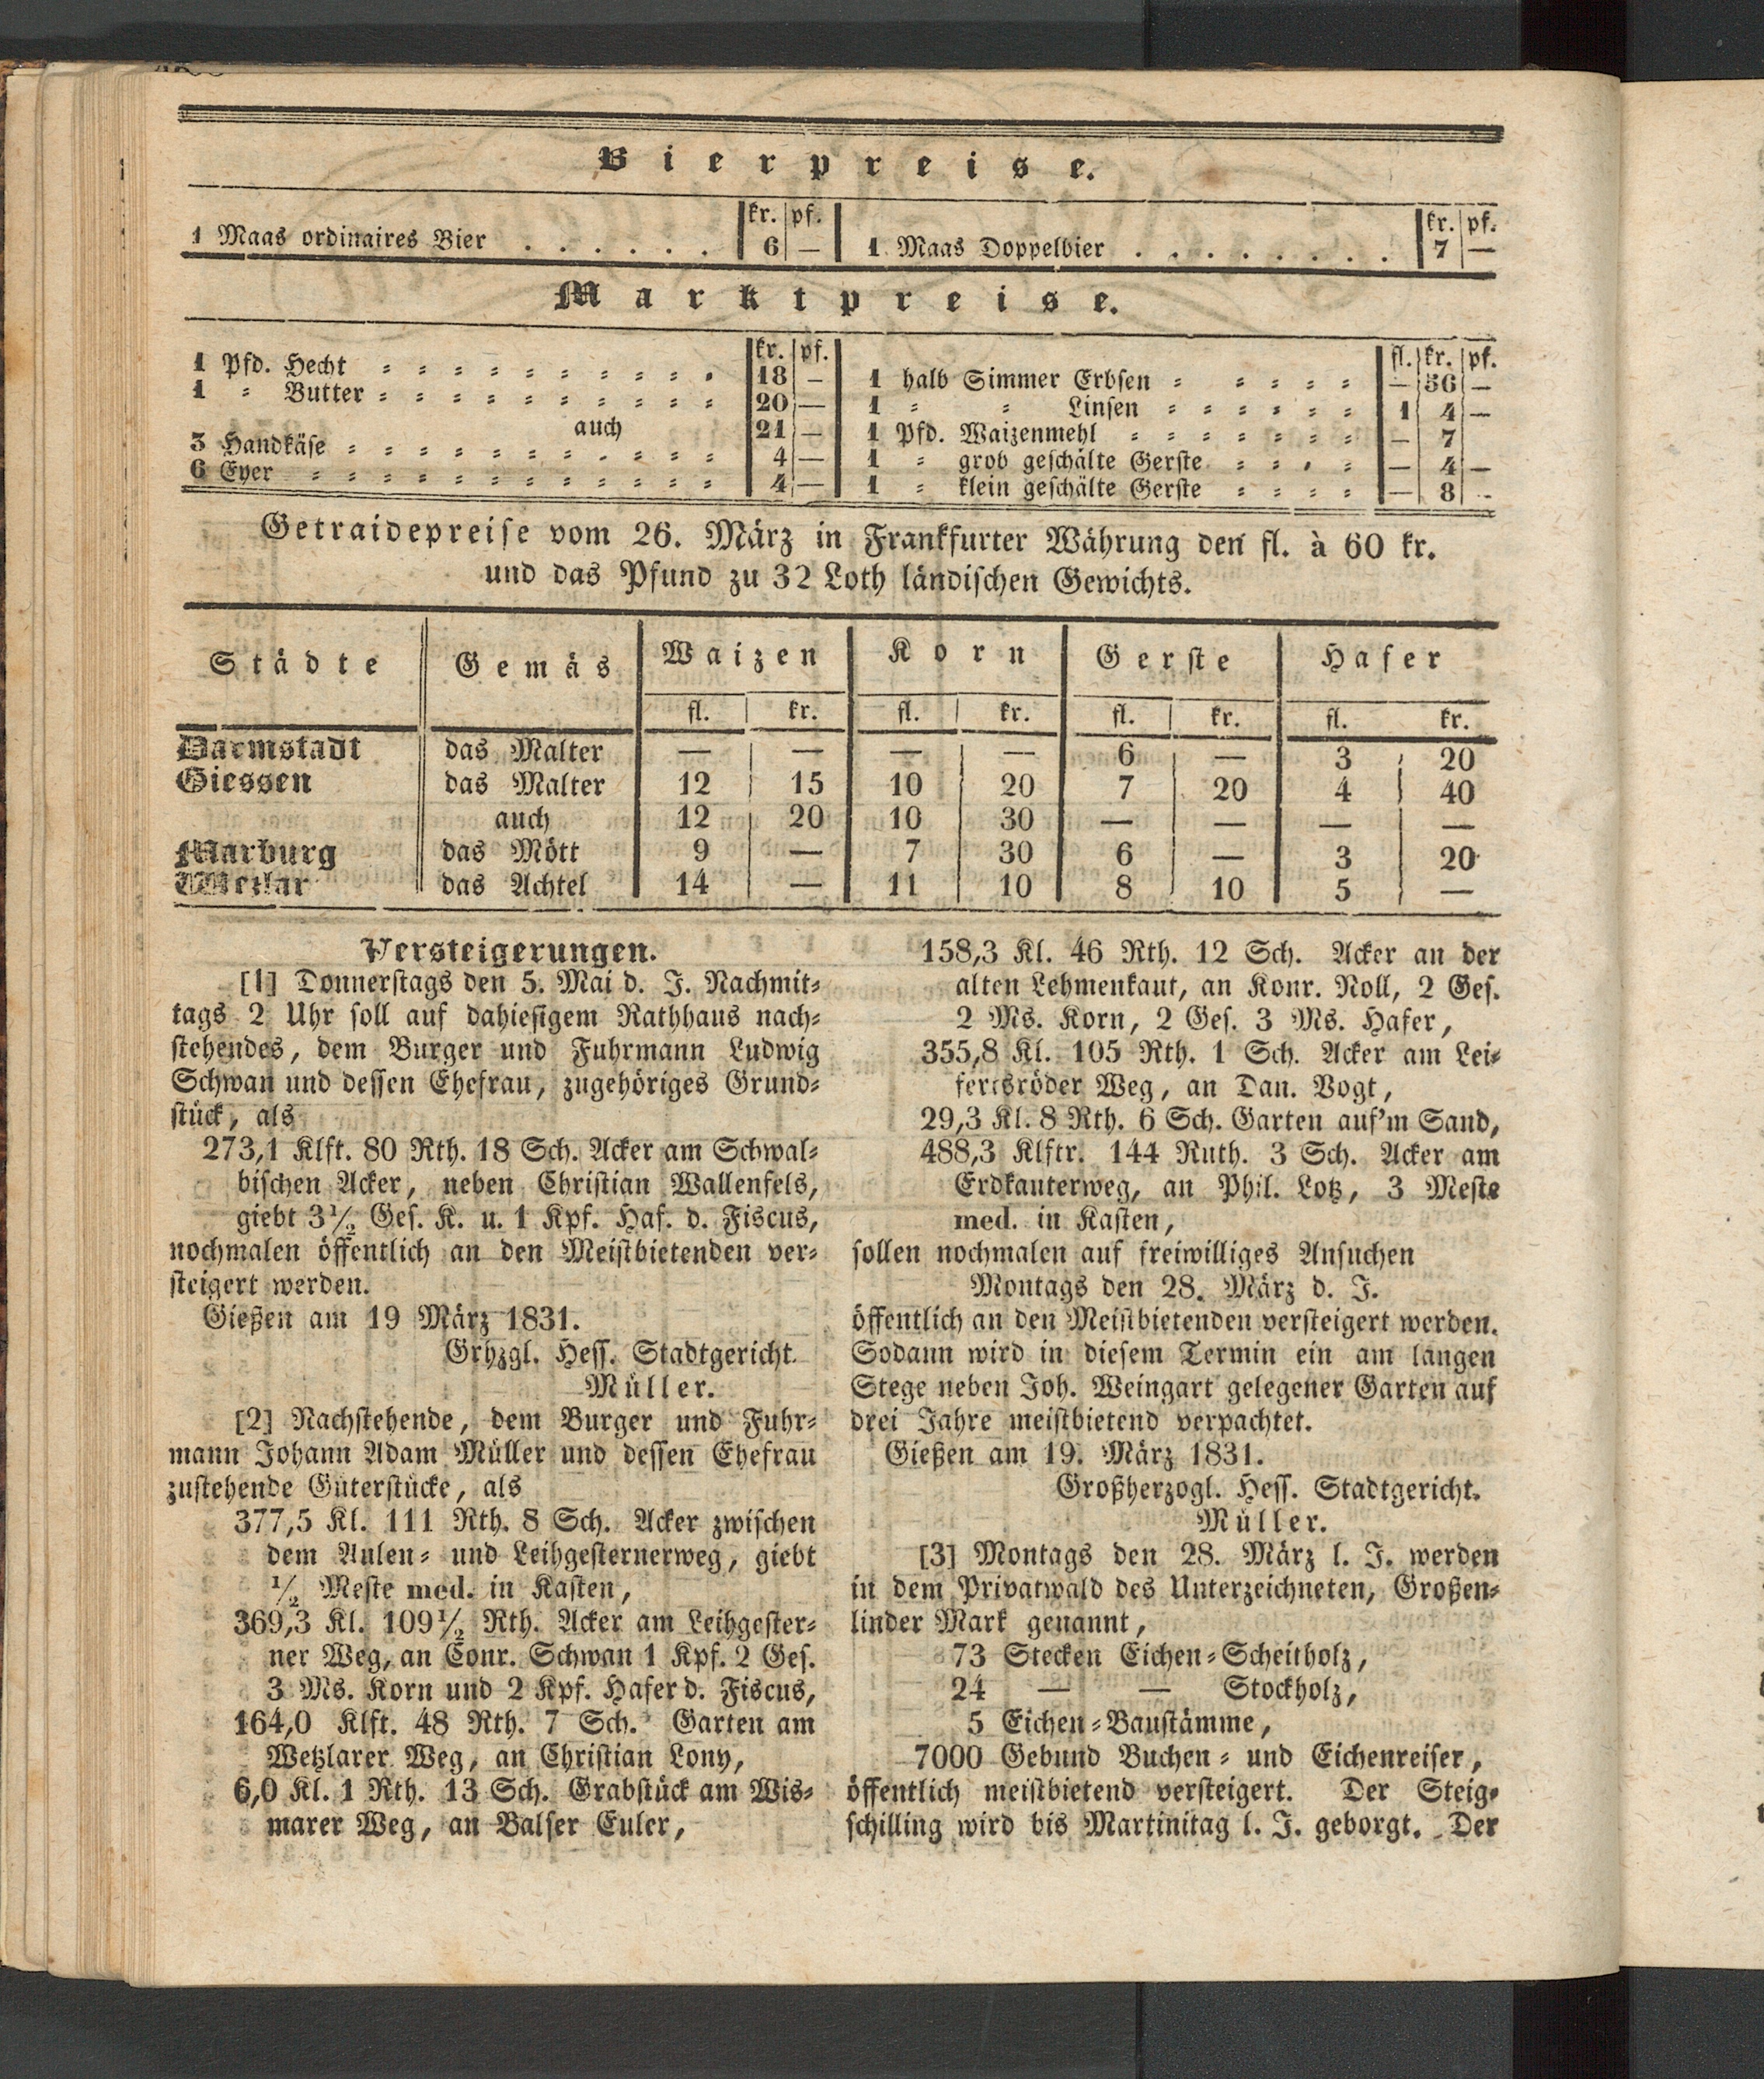 Bierpreise.
kr. pf. kr. pf.
1 Maas ordinaires Bier . . . . . . 6 — 1 Maas Doppelbier . . . . . . . . 7 —
Marktpreise.
kr. pf. fl. kr. pf.
1 Pfd. Hecht 18 — 1 halb Simmer Erbsen — 56 —
1 = Butter 20 — 1 = = Linsen 1 4 —
auch 21 — 1 Pfd. Waizenmehl — 7
3 Handkäse 4 — 1 = grob geschälte Gerste — 4 —
6 Eyer 4 — 1 = klein geschälte Gerste — 8 —
Getraidepreise vom 26. März in Frankfurter Währung den fl. à 60 kr.
und das Pfund zu 32 Loth ländischen Gewichts.
Städte Gemäs Waizen Korn Gerste Hafer
fl. kr. fl. kr. fl. kr. fl. kr.
Darmstadt das Malter — — — — 6 — 3 20
Giessen das Malter 12 15 10 20 7 20 4 40
auch 12 20 10 30 — — — —
Marburg das Mött 9 — 7 30 6 — 3 20
Wetzlar das Achtel 14 — 11 10 8 10 5 —
Versteigerungen.
[1] Donnerstags den 5. Mai d. J. Nachmit=
tags 2 Uhr soll auf dahiesigem Rathhaus nach=
stehendes, dem Burger und Fuhrmann Ludwig
Schwan und dessen Ehefrau, zugehöriges Grund=
stück, als
273,1 Klft. 80 Rth. 18 Sch. Acker am Schwal=
bischen Acker, neben Christian Wallenfels,
giebt 3½ Ges. K. u. 1 Kpf. Haf. d. Fiscus,
nochmalen öffentlich an den Meistbietenden ver=
steigert werden.
Gießen am 19 März 1831.
Grhzgl. Hess. Stadtgericht.
Müller.
[2] Nachstehende, dem Burger und Fuhr=
mann Johann Adam Müller und dessen Ehefrau
zustehende Güterstücke, als
377,5 Kl. 111 Rth. 8 Sch. Acker zwischen
dem Aulen= und Leihgesternerweg, giebt
½ Meste med. in Kasten,
369,3 Kl. 109½ Rth. Acker am Leihgester=
ner Weg, an Conr. Schwan 1 Kpf. 2 Ges.
3 Ms. Korn und 2 Kpf. Hafer d. Fiscus,
164,0 Klft. 48 Rth. 7 Sch. Garten am
Wetzlarer Weg, an Christian Lony,
6,0 Kl. 1 Rth. 13 Sch. Grabstück am Wis=
marer Weg, an Balser Euler,
158,3 Kl. 46 Rth. 12 Sch. Acker an der
alten Lehmenkaut, an Konr. Noll, 2 Ges.
2 Ms. Korn, 2 Ges. 3 Ms. Hafer,
355,8 Kl. 105 Rth. 1 Sch. Acker am Lei=
fertsröder Weg, an Dan. Vogt,
29,3 Kl. 8 Rth. 6 Sch. Garten auf'm Sand,
488,3 Klftr. 144 Ruth. 3 Sch. Acker am
Erdkauterweg, an Phil. Lotz, 3 Meste
med. in Kasten,
sollen nochmalen auf freiwilliges Ansuchen
Montags den 28. März d. J.
öffentlich an den Meistbietenden versteigert werden.
Sodann wird in diesem Termin ein am langen
Stege neben Joh. Weingart gelegener Garten auf
drei Jahre meistbietend verpachtet.
Gießen am 19. März 1831.
Großherzogl. Hess. Stadtgericht.
Müller.
[3] Montags den 28. März l. J. werden
in dem Privatwald des Unterzeichneten, Großen=
linder Mark genannt,
73 Stecken Eichen=Scheitholz,
24 — — Stockholz,
5 Eichen=Baustämme,
7000 Gebund Buchen= und Eichenreiser,
öffentlich meistbietend versteigert. Der Steig=
schilling wird bis Martinitag l. J. geborgt. Der